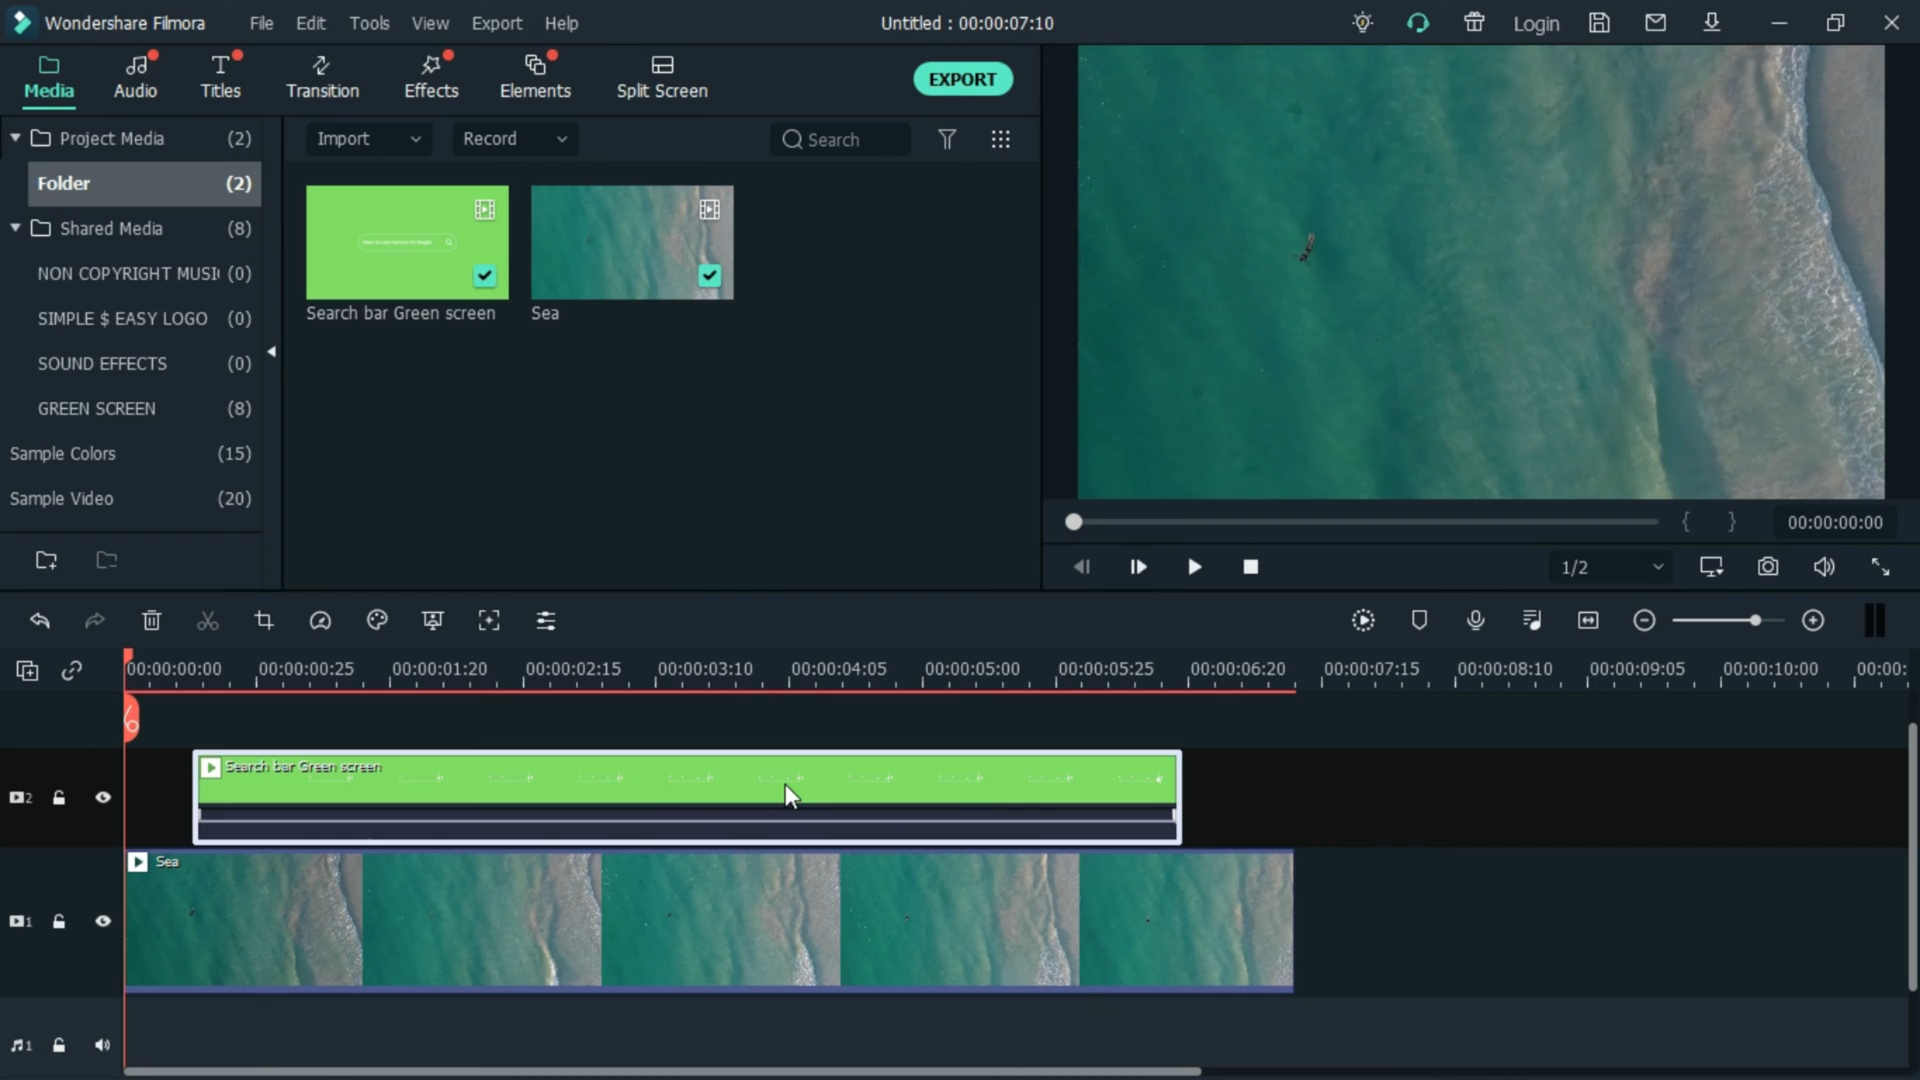 Wondershare Filmora
File Edit Tools View Export Help
Untitled : 00:00:07:10
Login
Media Audio Titles Transition Effects Elements Split Screen
EXPORT
Project Media (2)
Folder (2)
Shared Media (8)
NON COPYRIGHT MUSI (0)
SIMPLE $ EASY LOGO (0)
SOUND EFFECTS (0)
GREEN SCREEN (8)
Sample Colors (15)
Sample Video (20)
Import Record Search
Search bar Green screen
Sea
{ } 00:00:00:00
1/2
00:00:00:00 00:00:00:25 00:00:01:20 00:00:02:15 00:00:03:10 00:00:04:05 00:00:05:00 00:00:05:25 00:00:06:20 00:00:07:15 00:00:08:10 00:00:09:05 00:00:10:00 00:00:
2
Search bar Green screen
1
Sea
1